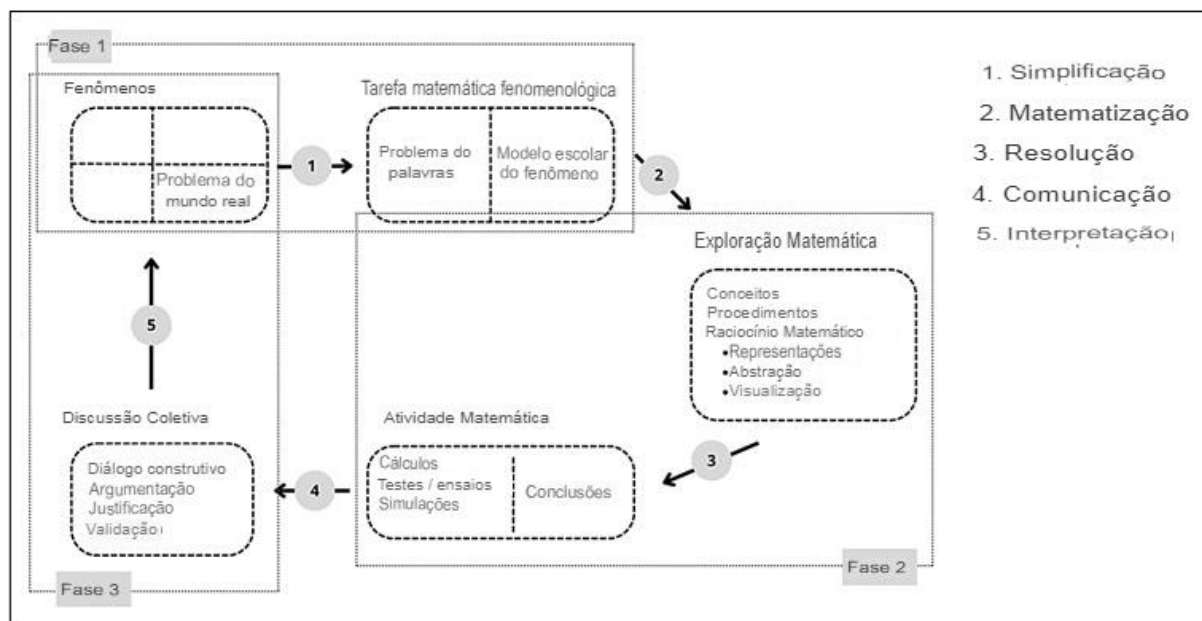 Fase 1
Fenômenos
Problema do
mundo real
1
Tarefa matemática fenomenológica
Problema do
palavras
Modelo escolar
do fenômeno
2
Exploração Matemática
Conceitos
Procedimentos
Raciocínio Matemático
•Representações
•Abstração
•Visualização
3
Atividade Matemática
Cálculos
Testes / ensaios
Simulações
Conclusões
Fase 2
4
Discussão Coletiva
Diálogo construtivo
Argumentação
Justificação
Validação
5
Fase 3
1. Simplificação
2. Matematização
3. Resolução
4. Comunicação
5. Interpretação